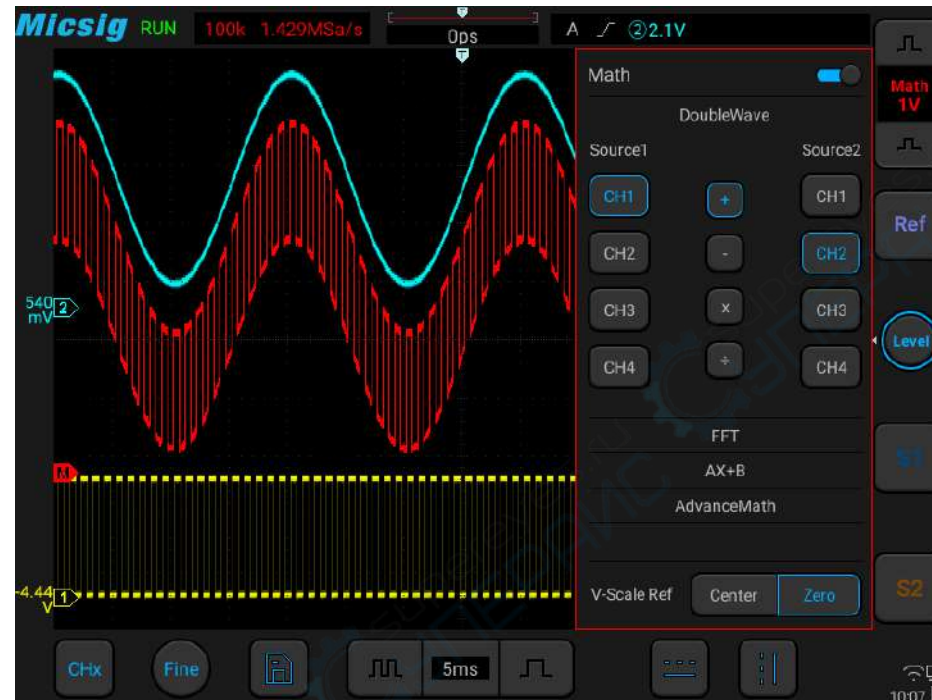 Micsig RUN 100k 1.429MSa/s 0ps A ②2.1V
T
T
Math
DoubleWave
Source1 Source2
CH1 + CH1
CH2 - CH2
CH3 x CH3
CH4 ÷ CH4
FFT
AX+B
AdvanceMath
V-Scale Ref Center Zero
540
mV
2
M
-4.44
V
1
Math
1V
Ref
Level
S1
S2
CHx Fine 5ms
10:07